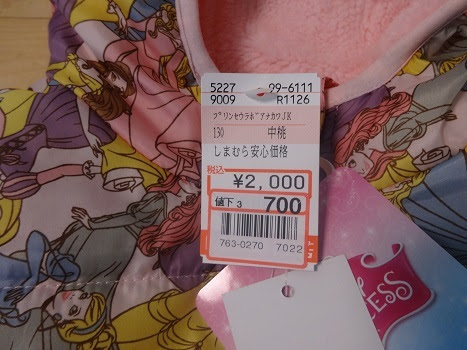 5227 99-6111
9009 R1126
ﾌﾟﾘﾝｾｳﾗﾎﾞｱﾅｶﾜJK
130 中桃
しまむら安心価格
税込
¥2,000
値下 3 700
763-0270 7022
ESS